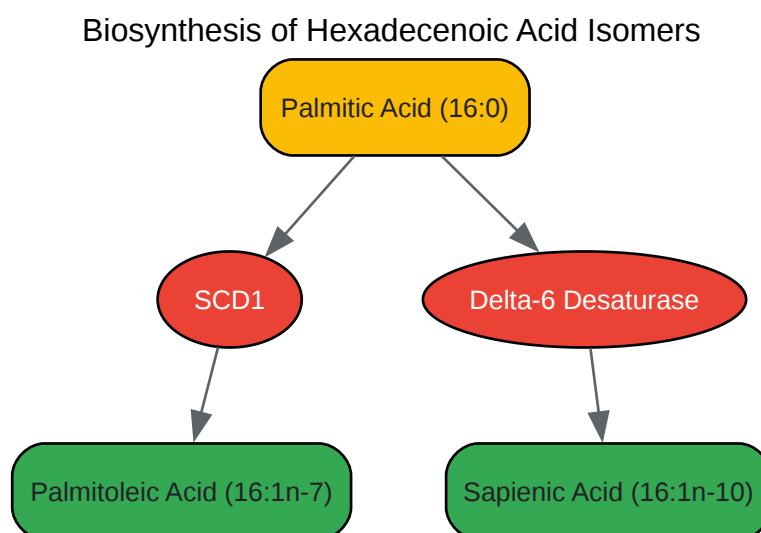 Biosynthesis of Hexadecenoic Acid Isomers
Palmitic Acid (16:0)
SCD1
Delta-6 Desaturase
Palmitoleic Acid (16:1n-7)
Sapienic Acid (16:1n-10)